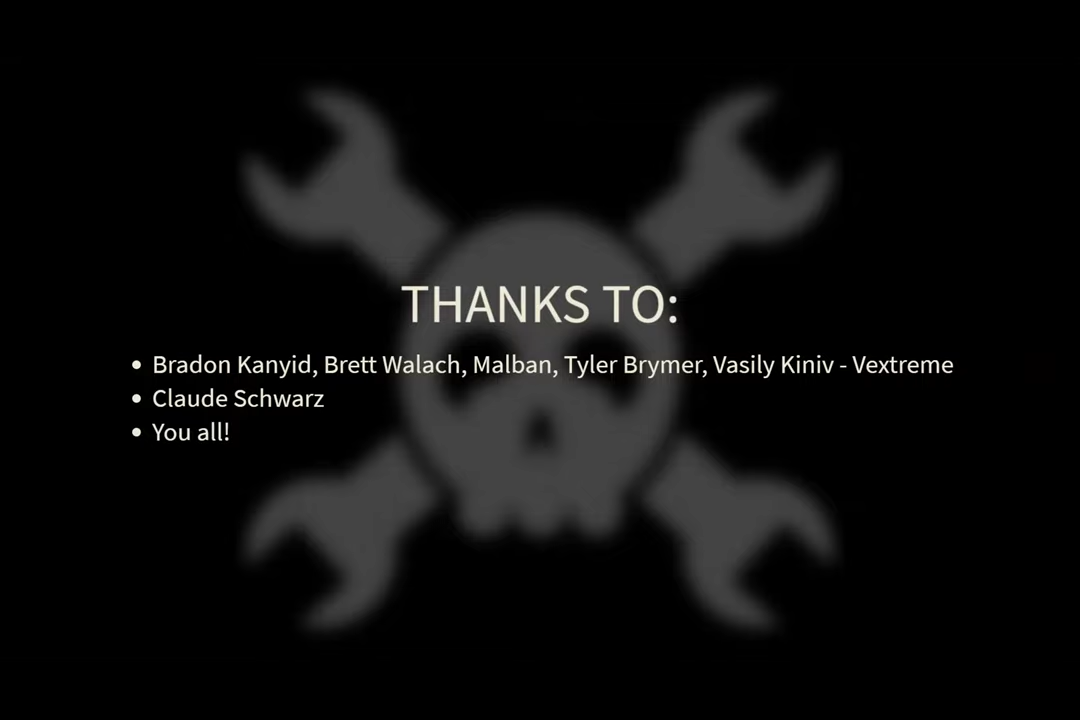 THANKS TO:
• Bradon Kanyid, Brett Walach, Malban, Tyler Brymer, Vasily Kiniv - Vextreme
• Claude Schwarz
• You all!